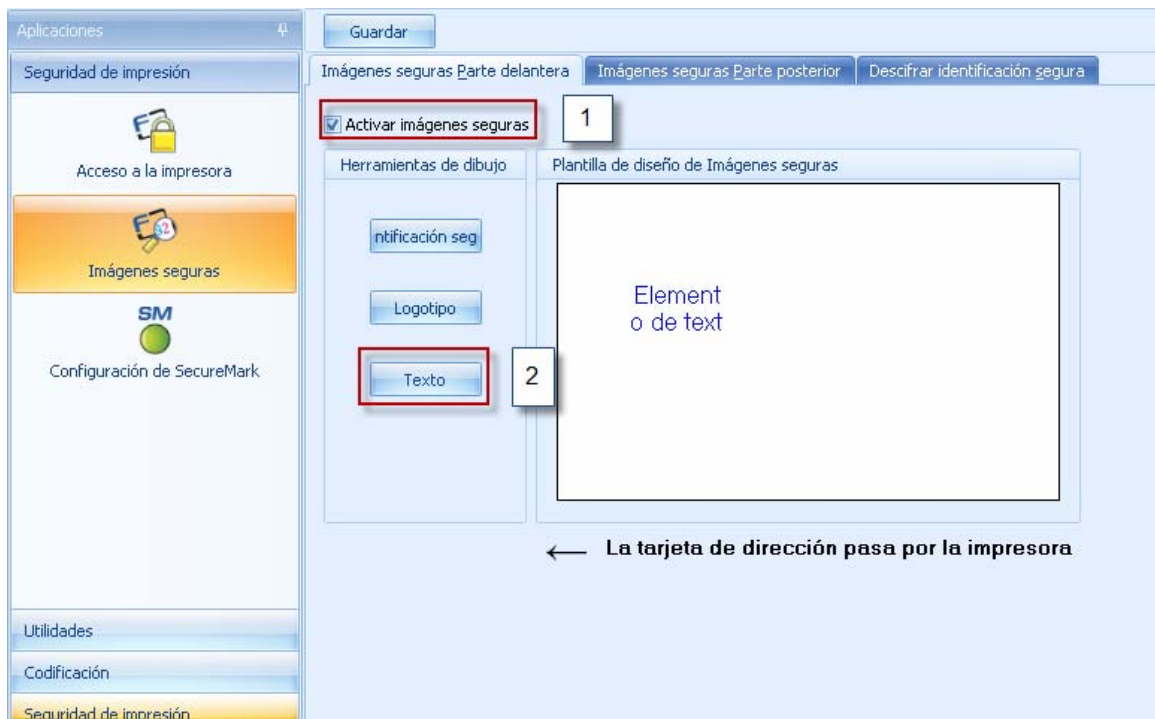 Aplicaciones
Seguridad de impresión
Acceso a la impresora
Imágenes seguras
SM
Configuración de SecureMark
Utilidades
Codificación
Seguridad de impresión
Guardar
Imágenes seguras Parte delantera
Imágenes seguras Parte posterior
Descifrar identificación segura
Activar imágenes seguras
1
Herramientas de dibujo
ntificación seg
Logotipo
Texto
2
Plantilla de diseño de Imágenes seguras
Element
o de text
← La tarjeta de dirección pasa por la impresora